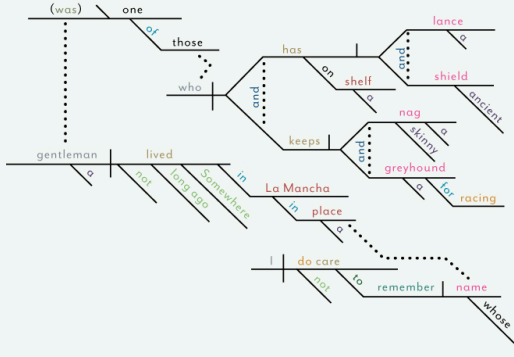 (was) one
of
those
who
has
and
on
shelf
a
lance
a
and
shield
ancient
keeps
and
nag
skinny
a
greyhound
a
for
racing
gentleman
a
lived
not
long ago
Somewhere
in
La Mancha
in
place
a
I do care
not
to
remember name
whose